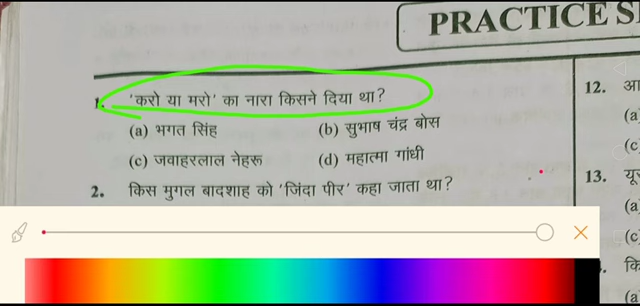 PRACTICE S
1. 'करो या मरो' का नारा किसने दिया था?
(a) भगत सिंह (b) सुभाष चंद्र बोस
(c) जवाहरलाल नेहरू (d) महात्मा गांधी
2. किस मुगल बादशाह को 'जिंदा पीर' कहा जाता था?
12.
(a
(c
13.
(a
(c
(a